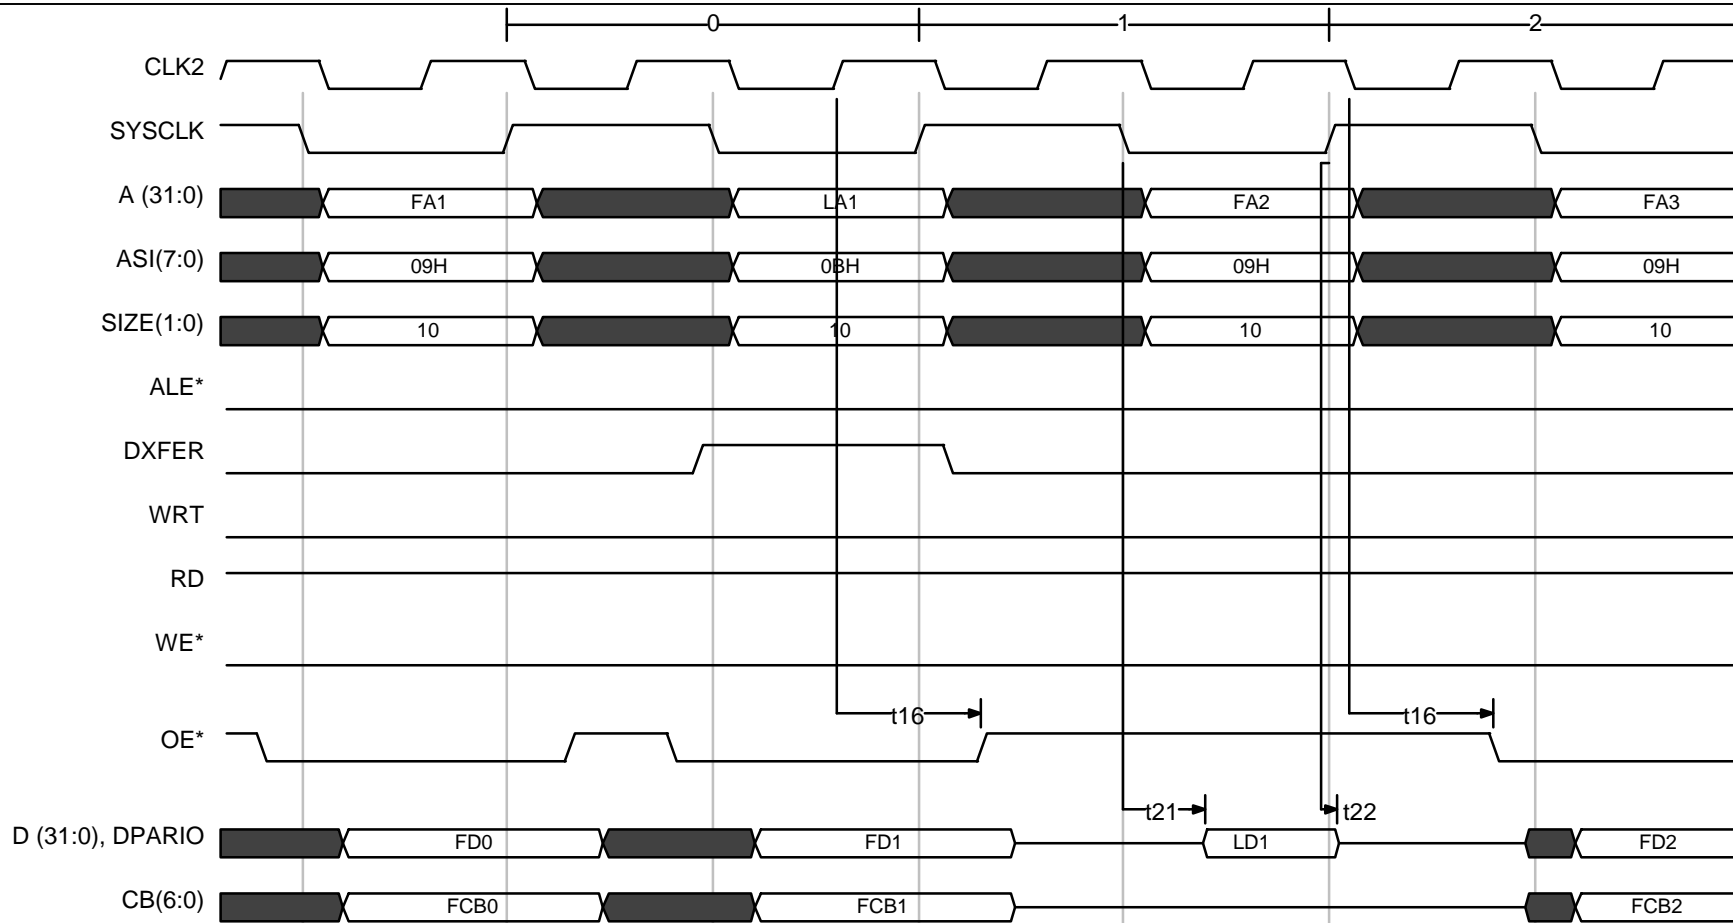 0 1 2
CLK2
SYSCLK
A (31:0) FA1 LA1 FA2 FA3
ASI(7:0) 09H 0BH 09H 09H
SIZE(1:0) 10 10 10 10
ALE*
DXFER
WRT
RD
WE*
t16 t16
OE*
t21 t22
D (31:0), DPARIO FD0 FD1 LD1 FD2
CB(6:0) FCB0 FCB1 FCB2